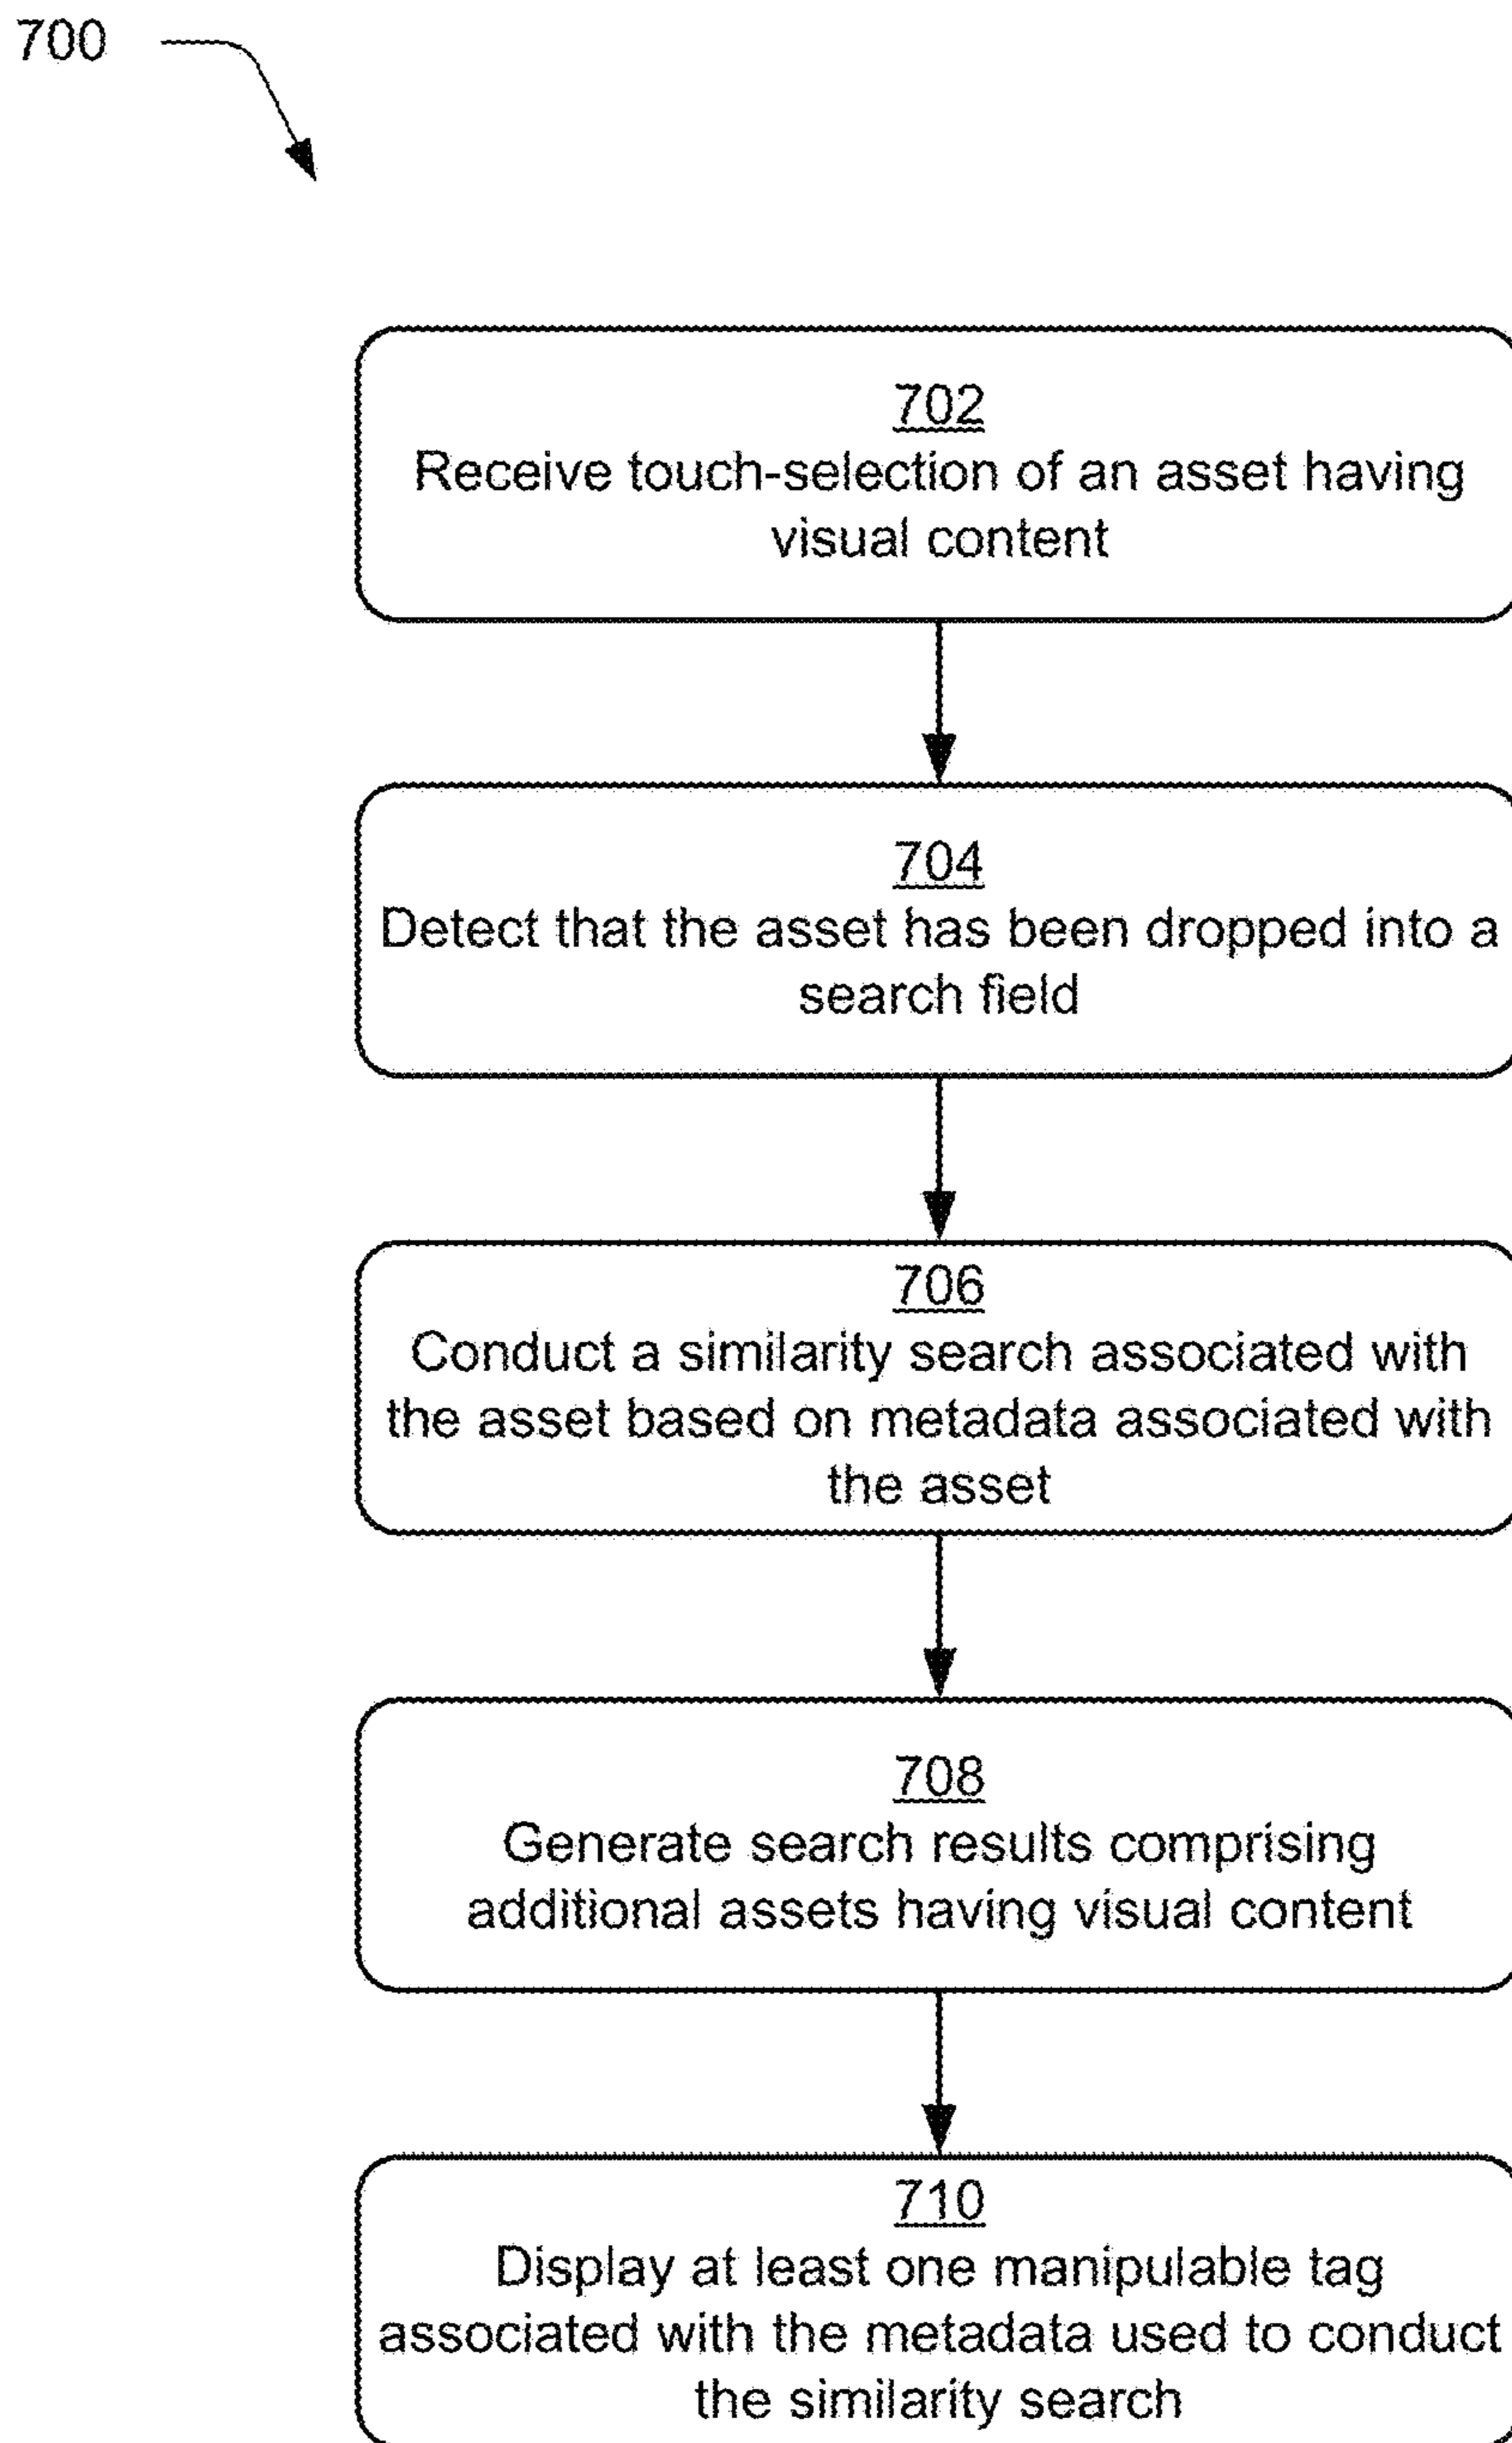 700
702
Receive touch-selection of an asset having
visual content
704
Detect that the asset has been dropped into a
search field
706
Conduct a similarity search associated with
the asset based on metadata associated with
the asset
708
Generate search results comprising
additional assets having visual content
710
Display at least one manipulable tag
associated with the metadata used to conduct
the similarity search